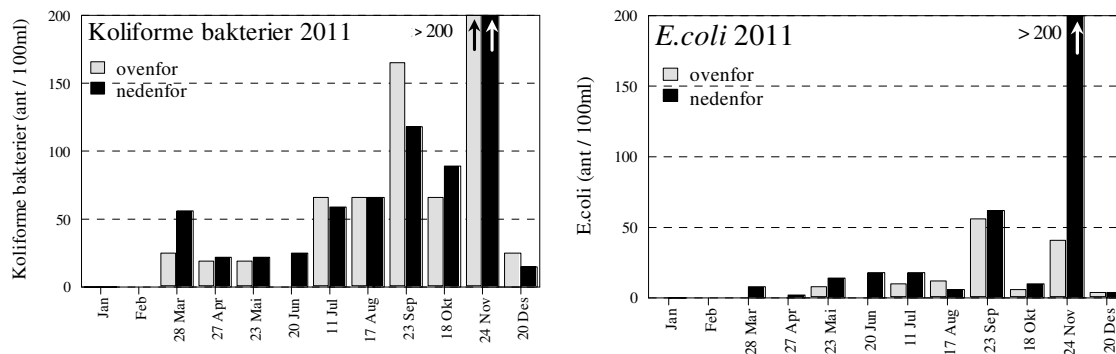 Koliforme bakterier 2011
> 200
ovenfor
nedenfor
Koliforme bakterier (ant / 100ml)
200
150
100
50
0
Jan
Feb
28 Mar
27 Apr
23 Mai
20 Jun
11 Jul
17 Aug
23 Sep
18 Okt
24 Nov
20 Des
E.coli 2011
> 200
ovenfor
nedenfor
E.coli (ant / 100ml)
200
150
100
50
0
Jan
Feb
28 Mar
27 Apr
23 Mai
20 Jun
11 Jul
17 Aug
23 Sep
18 Okt
24 Nov
20 Des